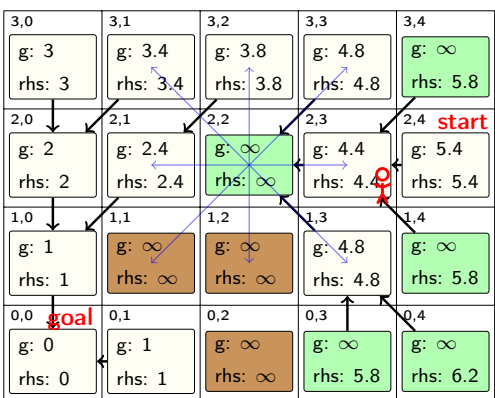 3,0 3,1 3,2 3,3 3,4
g: 3 g: 3.4 g: 3.8 g: 4.8 g: ∞
rhs: 3 rhs: 3.4 rhs: 3.8 rhs: 4.8 rhs: 5.8
2,0 2,1 2,2 2,3 2,4 start
g: 2 g: 2.4 g: ∞ g: 4.4 g: 5.4
rhs: 2 rhs: 2.4 rhs: ∞ rhs: 4.4 rhs: 5.4
1,0 1,1 1,2 1,3 1,4
g: 1 g: ∞ g: ∞ g: 4.8 g: ∞
rhs: 1 rhs: ∞ rhs: ∞ rhs: 4.8 rhs: 5.8
0,0 goal 0,1 0,2 0,3 0,4
g: 0 g: 1 g: ∞ g: ∞ g: ∞
rhs: 0 rhs: 1 rhs: ∞ rhs: 5.8 rhs: 6.2